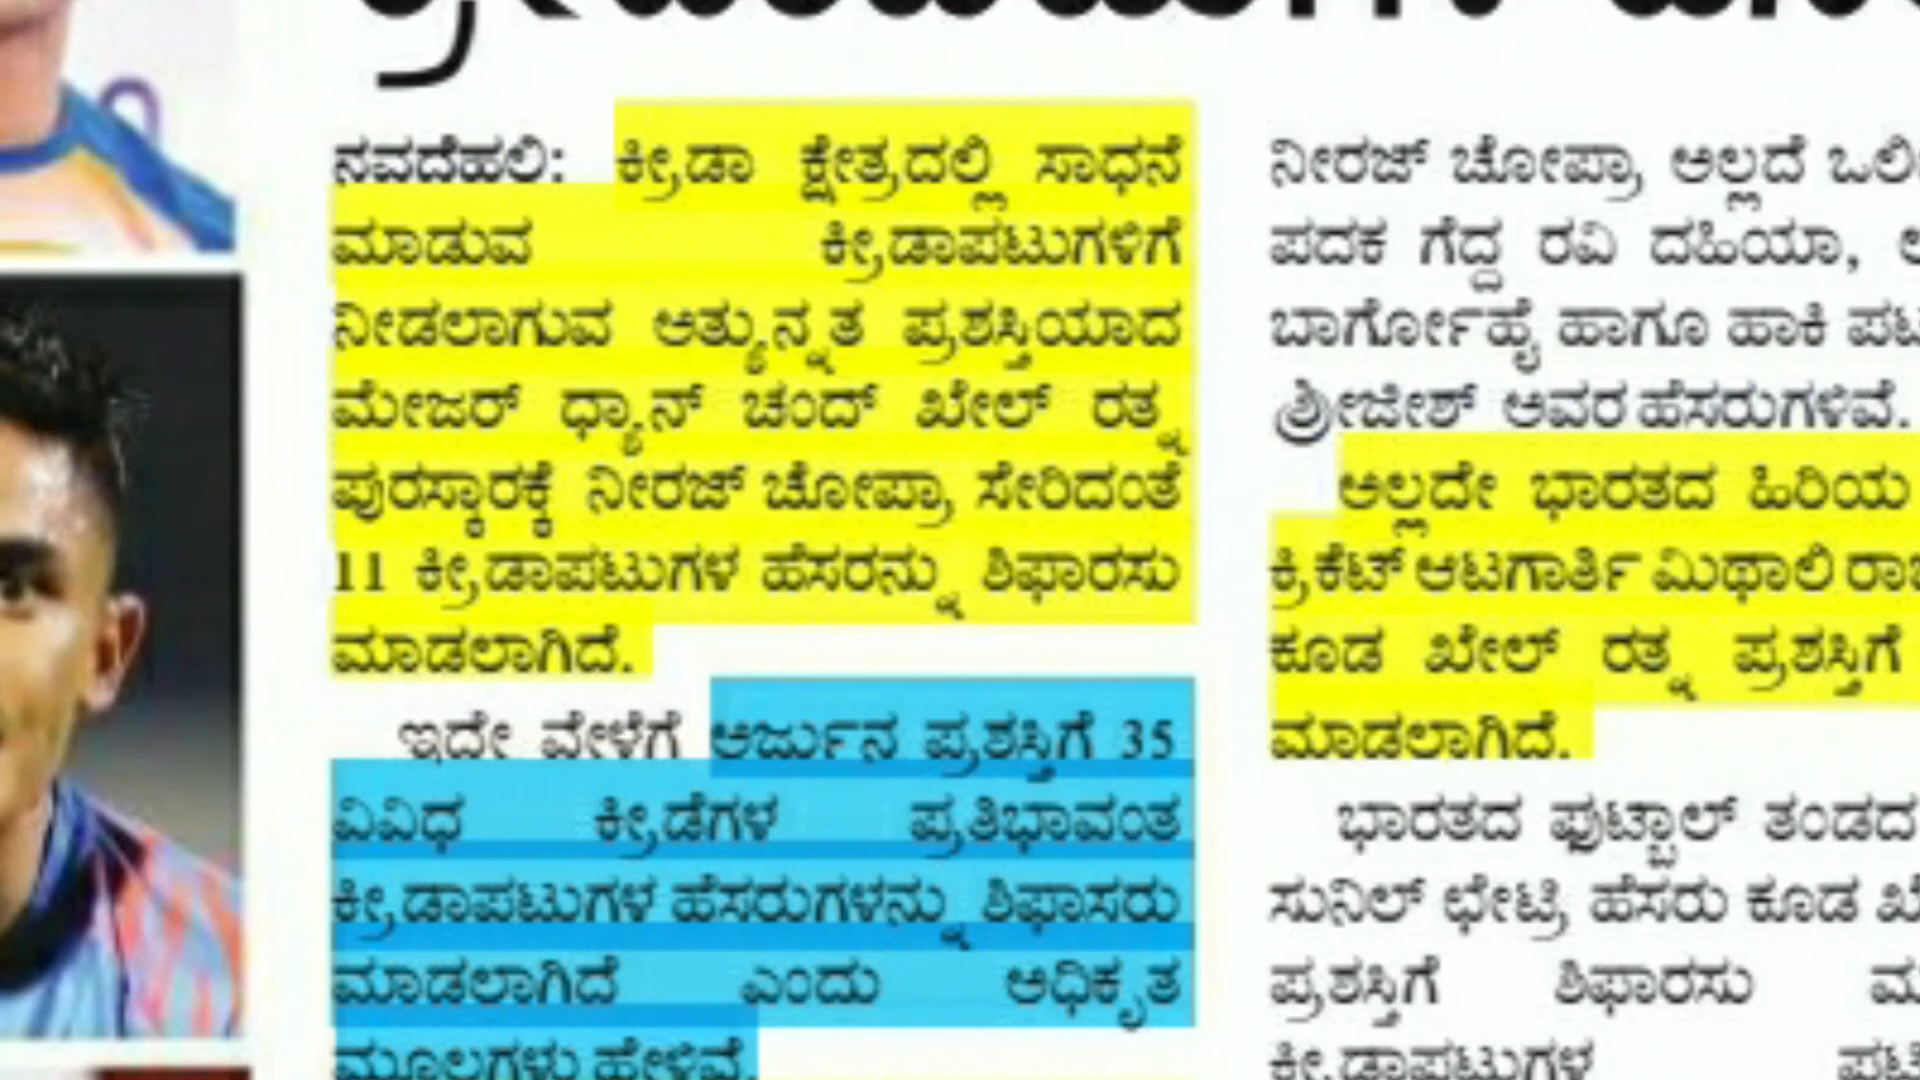 ನವದೆಹಲಿ: ಕ್ರೀಡಾ ಕ್ಷೇತ್ರದಲ್ಲಿ ಸಾಧನೆ
ಮಾಡುವ ಕ್ರೀಡಾಪಟುಗಳಿಗೆ
ನೀಡಲಾಗುವ ಅತ್ಯುನ್ನತ ಪ್ರಶಸ್ತಿಯಾದ
ಮೇಜರ್ ಧ್ಯಾನ್ ಚಂದ್ ಖೇಲ್ ರತ್ನ
ಪುರಸ್ಕಾರಕ್ಕೆ ನೀರಜ್ ಚೋಪ್ರಾ ಸೇರಿದಂತೆ
11 ಕ್ರೀಡಾಪಟುಗಳ ಹೆಸರನ್ನು ಶಿಫಾರಸು
ಮಾಡಲಾಗಿದೆ.
ಇದೇ ವೇಳೆಗೆ ಅರ್ಜುನ ಪ್ರಶಸ್ತಿಗೆ 35
ವಿವಿಧ ಕ್ರೀಡೆಗಳ ಪ್ರತಿಭಾವಂತ
ಕ್ರೀಡಾಪಟುಗಳ ಹೆಸರುಗಳನ್ನು ಶಿಫಾಸರು
ಮಾಡಲಾಗಿದೆ ಎಂದು ಅಧಿಕೃತ
ಮೂಲಗಳು ಹೇಳಿವೆ.
ನೀರಜ್ ಚೋಪ್ರಾ ಅಲ್ಲದೆ
ಪದಕ ಗೆದ್ದ ರವಿ ದಹಿಯಾ,
ಬಾರ್ಗೋಹೈ ಹಾಗೂ ಹಾಕಿ
ಶ್ರೀಜೇಶ್ ಅವರ ಹೆಸರುಗಳಿವೆ.
ಅಲ್ಲದೇ ಭಾರತದ ಹಿರಿಯ
ಕ್ರಿಕೆಟ್ ಆಟಗಾರ್ತಿ ಮಿಥಾಲಿ
ಕೂಡ ಖೇಲ್ ರತ್ನ ಪ್ರಶಸ್ತಿಗೆ
ಮಾಡಲಾಗಿದೆ.
ಭಾರತದ ಫುಟ್ಬಾಲ್ ತಂಡದ
ಸುನಿಲ್ ಛೇಟ್ರಿ ಹೆಸರು ಕೂಡ
ಪ್ರಶಸ್ತಿಗೆ ಶಿಫಾರಸು
ಕ್ರೀಡಾಪಟುಗಳ